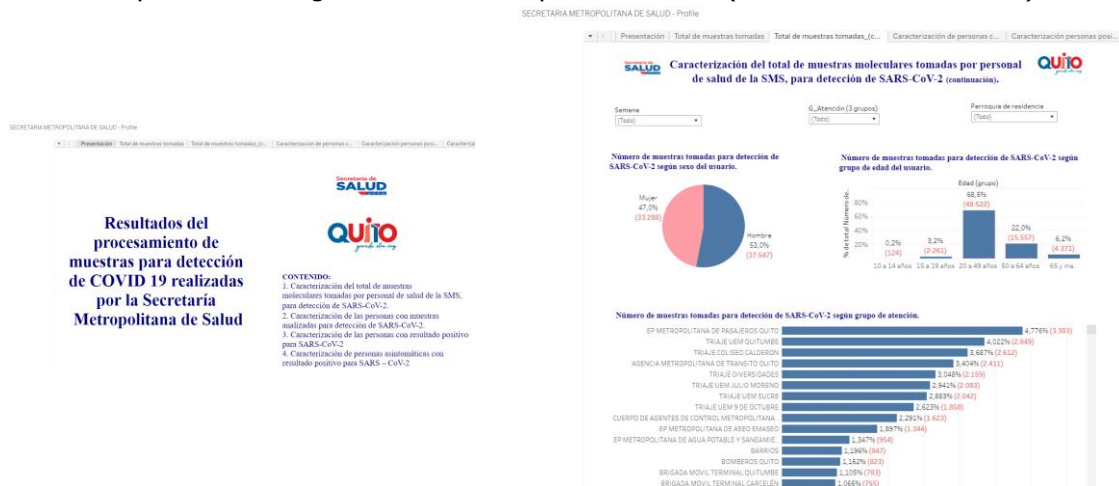 SECRETARIA METROPOLITANA DE SALUD - Profile
Presentación Total de muestras tomadas Total de muestras tomadas_(c... Caracterización de personas c... Caracterización personas posi...
Secretaría de
SALUD
QUITO
grande otra vez
Resultados del
procesamiento de
muestras para detección
de COVID 19 realizadas
por la Secretaría
Metropolitana de Salud
CONTENIDO:
1. Caracterización del total de muestras
moleculares tomadas por personal de salud de la SMS,
para detección de SARS-CoV-2.
2. Caracterización de las personas con muestras
analizadas para detección de SARS-CoV-2.
3. Caracterización de las personas con resultado positivo
para SARS-CoV-2
4. Caracterización de personas asintomáticas con
resultado positivo para SARS – CoV-2
SECRETARIA METROPOLITANA DE SALUD - Profile
Presentación Total de muestras tomadas Total de muestras tomadas_(c... Caracterización de personas c... Caracterización personas posi...
SALUD
Caracterización del total de muestras moleculares tomadas por personal
de salud de la SMS, para detección de SARS-CoV-2 (continuación).
QUITO
Semana
(Todo)
G_Atención (3 grupos)
(Todo)
Parroquia de residencia
(Todo)
Número de muestras tomadas para detección de
SARS-CoV-2 según sexo del usuario.
Mujer
47,0%
(33.288)
Hombre
53,0%
(37.547)
Número de muestras tomadas para detección de SARS-CoV-2 según
grupo de edad del usuario.
Edad (grupo)
% de total Número de..
80%
60%
40%
20%
0,2%
(124)
3,2%
(2.261)
68,5%
(48.522)
22,0%
(15.557)
6,2%
(4.371)
10 a 14 años 15 a 19 años 20 a 49 años 50 a 64 años 65 y ma..
Número de muestras tomadas para detección de SARS-CoV-2 según grupo de atención.
EP METROPOLITANA DE PASAJEROS QUITO 4,776% (3.383)
TRIAJE UEM QUITUMBE 4,022% (2.849)
TRIAJE COLISEO CALDERON 3,687% (2.612)
AGENCIA METROPOLITANA DE TRANSITO QUITO 3,404% (2.411)
TRIAJE DIVERSIDADES 3,048% (2.159)
TRIAJE UEM JULIO MORENO 2,941% (2.083)
TRIAJE UEM SUCRE 2,883% (2.042)
TRIAJE UEM 9 DE OCTUBRE 2,623% (1.858)
CUERPO DE AGENTES DE CONTROL METROPOLITANA.. 2,291% (1.623)
EP METROPOLITANA DE ASEO EMASEO 1,897% (1.344)
EP METROPOLITANA DE AGUA POTABLE Y SANEAMIE.. 1,347% (954)
BARRIOS 1,196% (847)
BOMBEROS QUITO 1,162% (823)
BRIGADA MOVIL TERMINAL QUITUMBE 1,105% (783)
BRIGADA MOVIL TERMINAL CARCELÉN 1,066% (755)